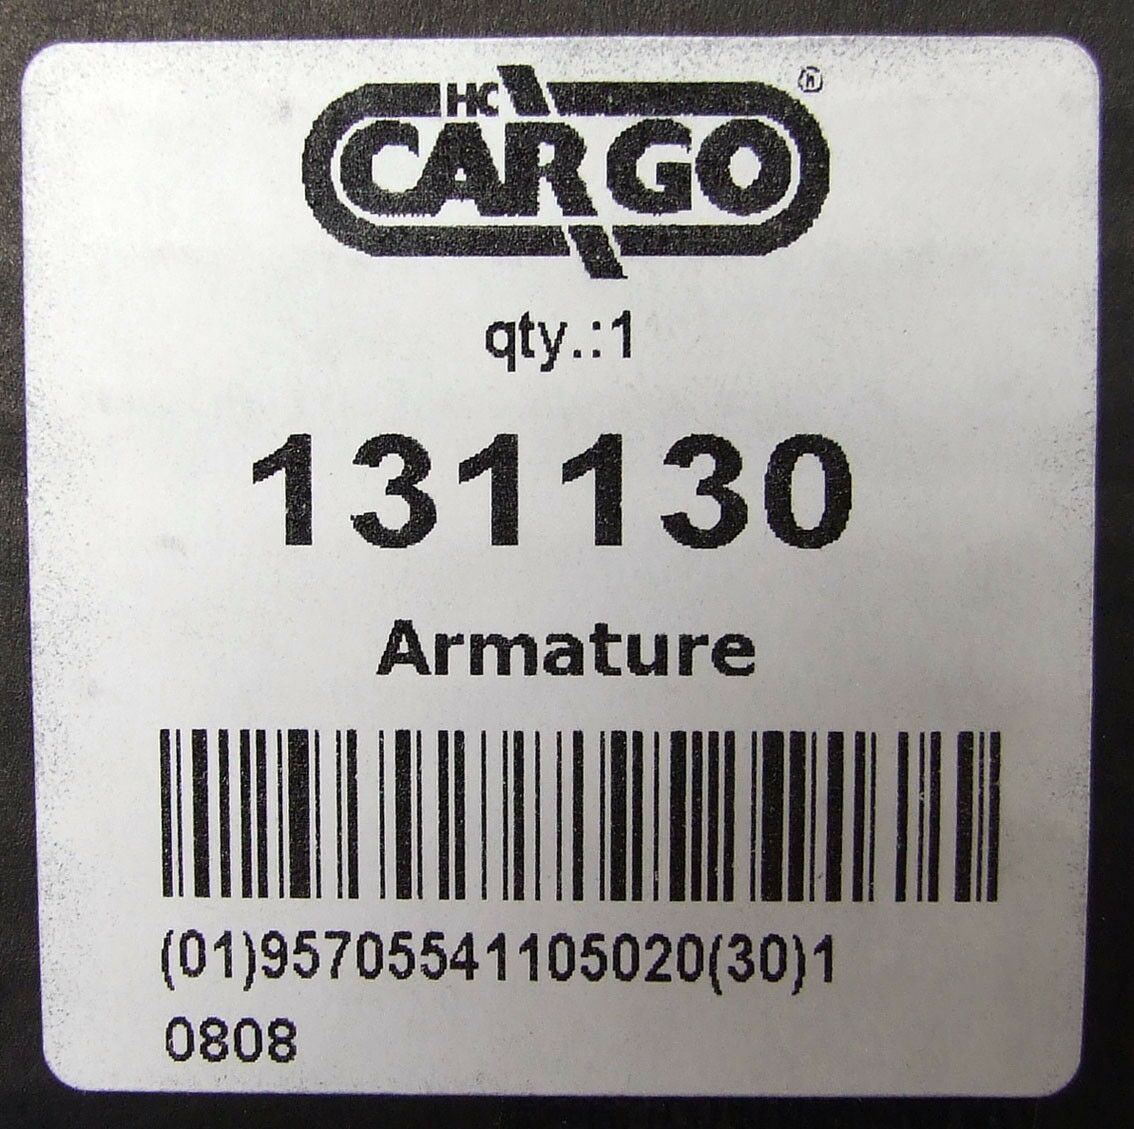 HC
CARGO®
qty.:1
131130
Armature
(01)95705541105020(30)1
0808